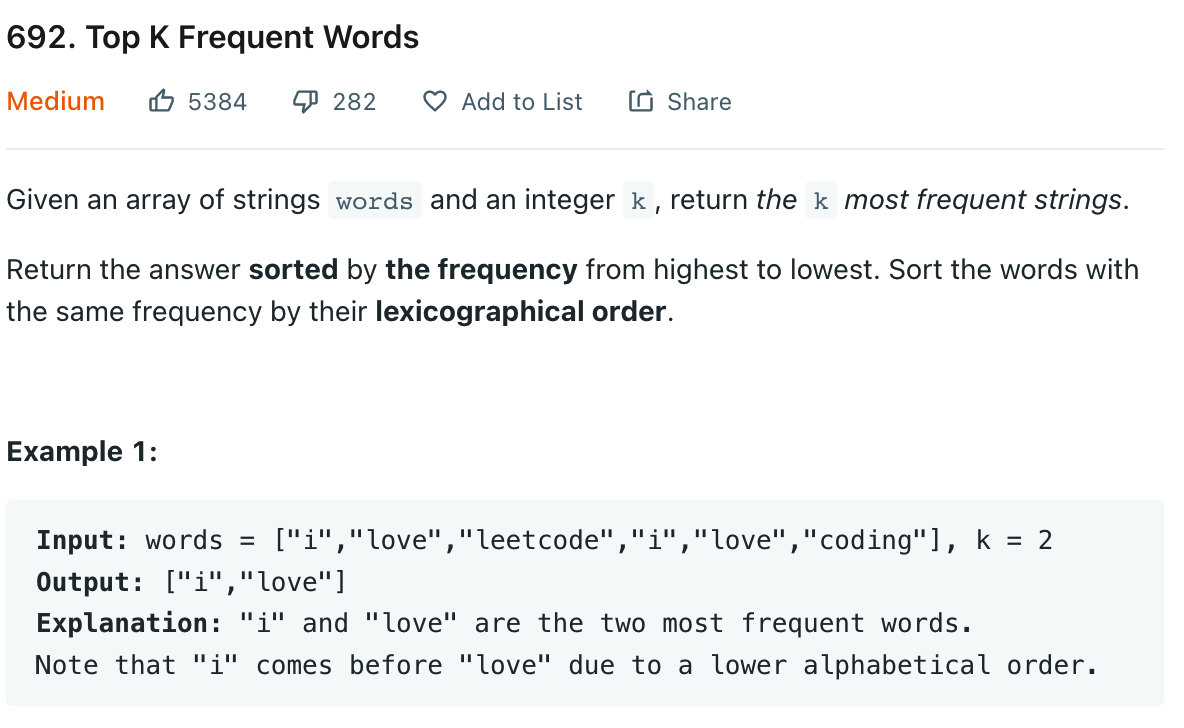 692. Top K Frequent Words
Medium 5384 282 Add to List Share
Given an array of strings words and an integer k, return the k most frequent strings.
Return the answer sorted by the frequency from highest to lowest. Sort the words with
the same frequency by their lexicographical order.
Example 1:
Input: words = ["i","love","leetcode","i","love","coding"], k = 2
Output: ["i","love"]
Explanation: "i" and "love" are the two most frequent words.
Note that "i" comes before "love" due to a lower alphabetical order.